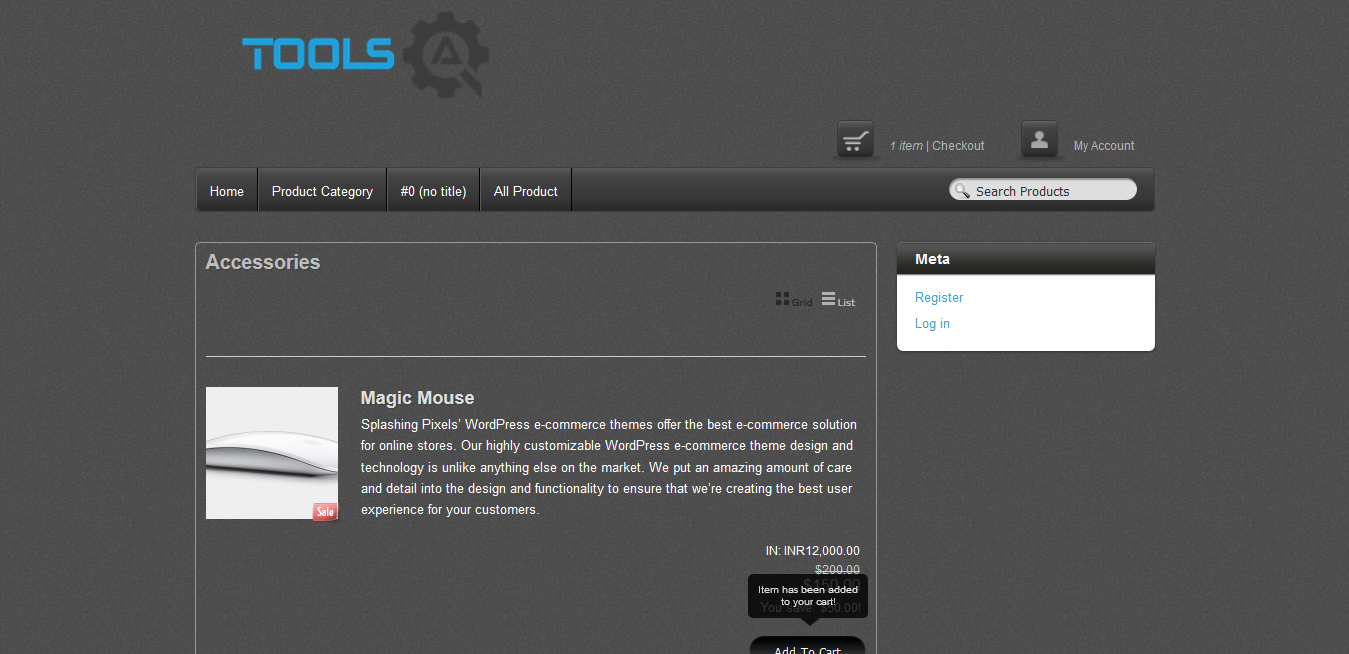 TOOLS QA
1 item | Checkout
My Account
Home
Product Category
#0 (no title)
All Product
Search Products
Accessories
Grid
List
Meta
Register
Log in
Magic Mouse
Splashing Pixels’ WordPress e-commerce themes offer the best e-commerce solution
for online stores. Our highly customizable WordPress e-commerce theme design and
technology is unlike anything else on the market. We put an amazing amount of care
and detail into the design and functionality to ensure that we’re creating the best user
experience for your customers.
Sale
IN: INR12,000.00
$200.00
$150.00
Item has been added
to your cart!
You save: $50.00!
Add To Cart